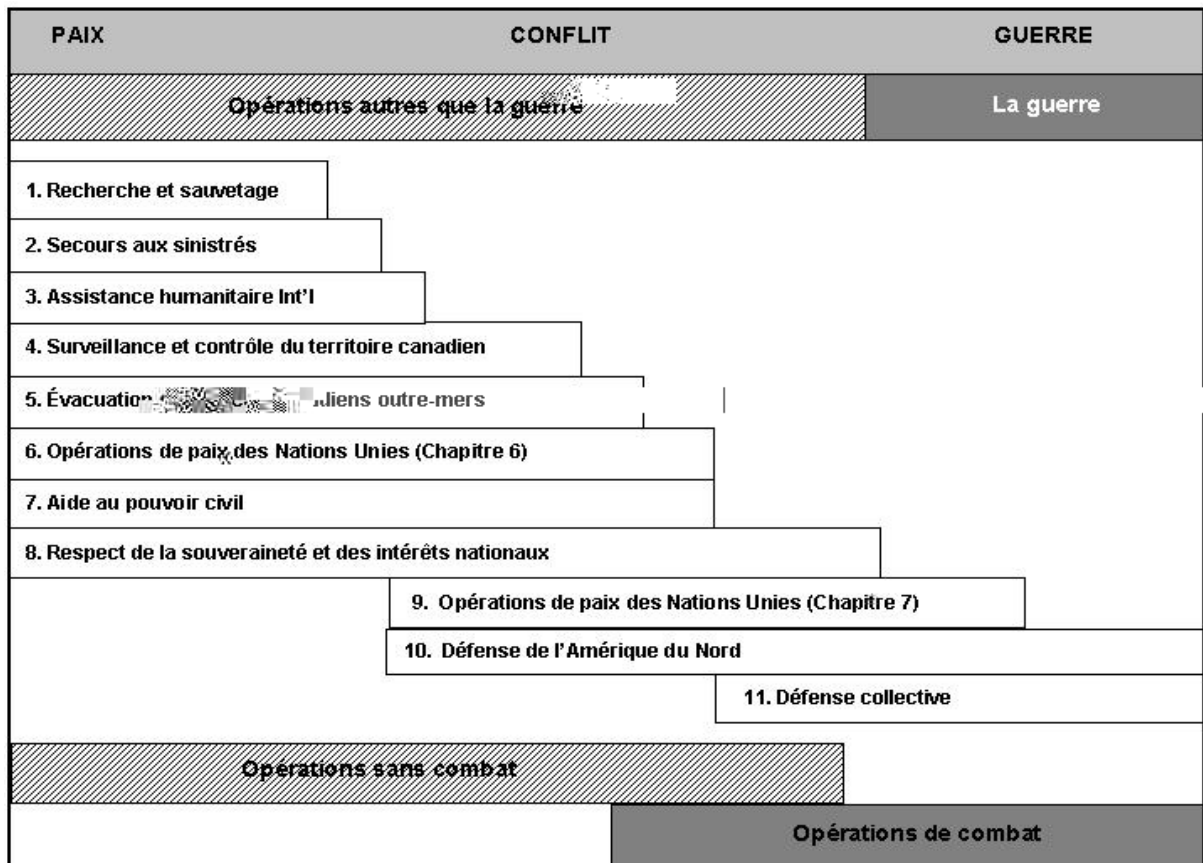 PAIX CONFLIT GUERRE
Opérations autres que la guerre La guerre
1. Recherche et sauvetage
2. Secours aux sinistrés
3. Assistance humanitaire Int'l
4. Surveillance et contrôle du territoire canadien
5. Évacuation outre-mers
6. Opérations de paix des Nations Unies (Chapitre 6)
7. Aide au pouvoir civil
8. Respect de la souveraineté et des intérêts nationaux
9. Opérations de paix des Nations Unies (Chapitre 7)
10. Défense de l'Amérique du Nord
11. Défense collective
Opérations sans combat
Opérations de combat